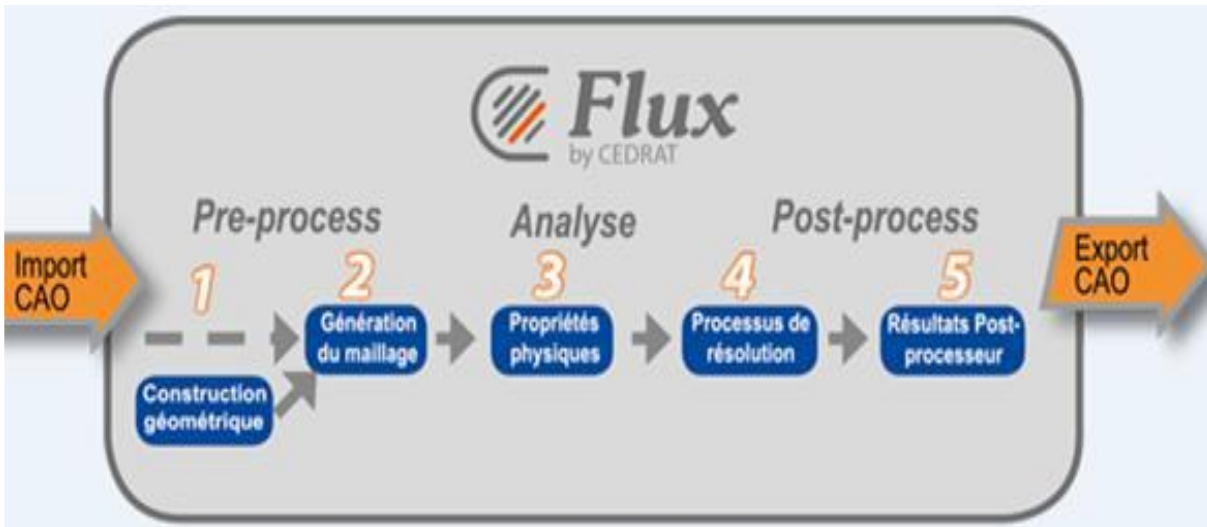 Flux
by CEDRAT
Pre-process
Analyse
Post-process
Import
CAO
1
2
3
4
5
Export
CAO
Génération
du maillage
Propriétés
physiques
Processus de
résolution
Résultats Post-
processeur
Construction
géométrique